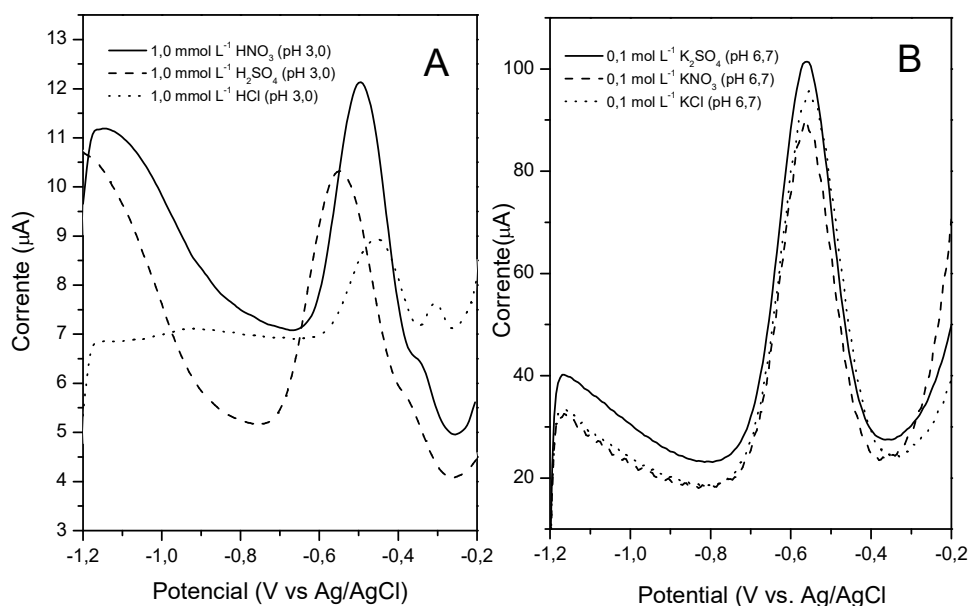 A
1,0 mmol L⁻¹ HNO₃ (pH 3,0)
1,0 mmol L⁻¹ H₂SO₄ (pH 3,0)
1,0 mmol L⁻¹ HCl (pH 3,0)
13
12
11
10
9
8
7
6
5
4
3
Corrente (μA)
-1,2 -1,0 -0,8 -0,6 -0,4 -0,2
Potencial (V vs Ag/AgCl)
B
0,1 mol L⁻¹ K₂SO₄ (pH 6,7)
0,1 mol L⁻¹ KNO₃ (pH 6,7)
0,1 mol L⁻¹ KCl (pH 6,7)
100
80
60
40
20
Corrente(μA)
-1,2 -1,0 -0,8 -0,6 -0,4 -0,2
Potential (V vs. Ag/AgCl